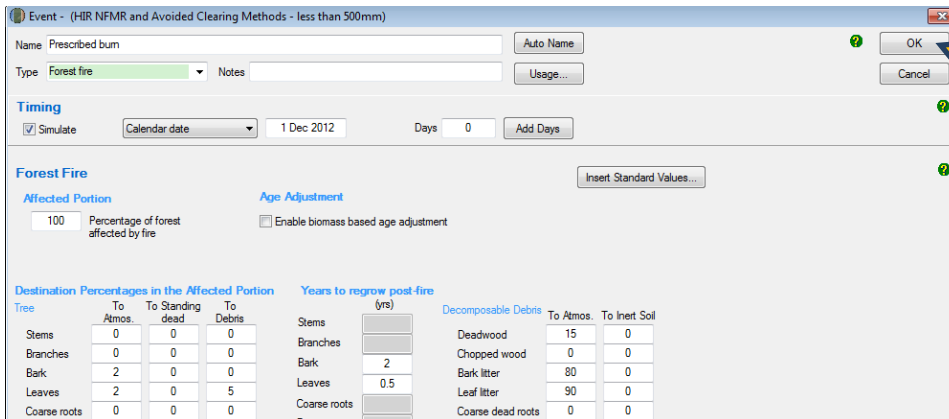 Event - (HIR NFMR and Avoided Clearing Methods - less than 500mm)
Name Prescribed burn Auto Name ? OK
Type Forest fire Notes Usage... Cancel
Timing ?
Simulate Calendar date 1 Dec 2012 Days 0 Add Days
Forest Fire Insert Standard Values... ?
Affected Portion Age Adjustment
100 Percentage of forest affected by fire Enable biomass based age adjustment
Destination Percentages in the Affected Portion Years to regrow post-fire
Tree To Atmos. To Standing dead To Debris (yrs) Decomposable Debris To Atmos. To Inert Soil
Stems 0 0 0 Stems Deadwood 15 0
Branches 0 0 0 Branches Chopped wood 0 0
Bark 2 0 0 Bark 2 Bark litter 80 0
Leaves 2 0 5 Leaves 0.5 Leaf litter 90 0
Coarse roots 0 0 0 Coarse roots Coarse dead roots 0 0